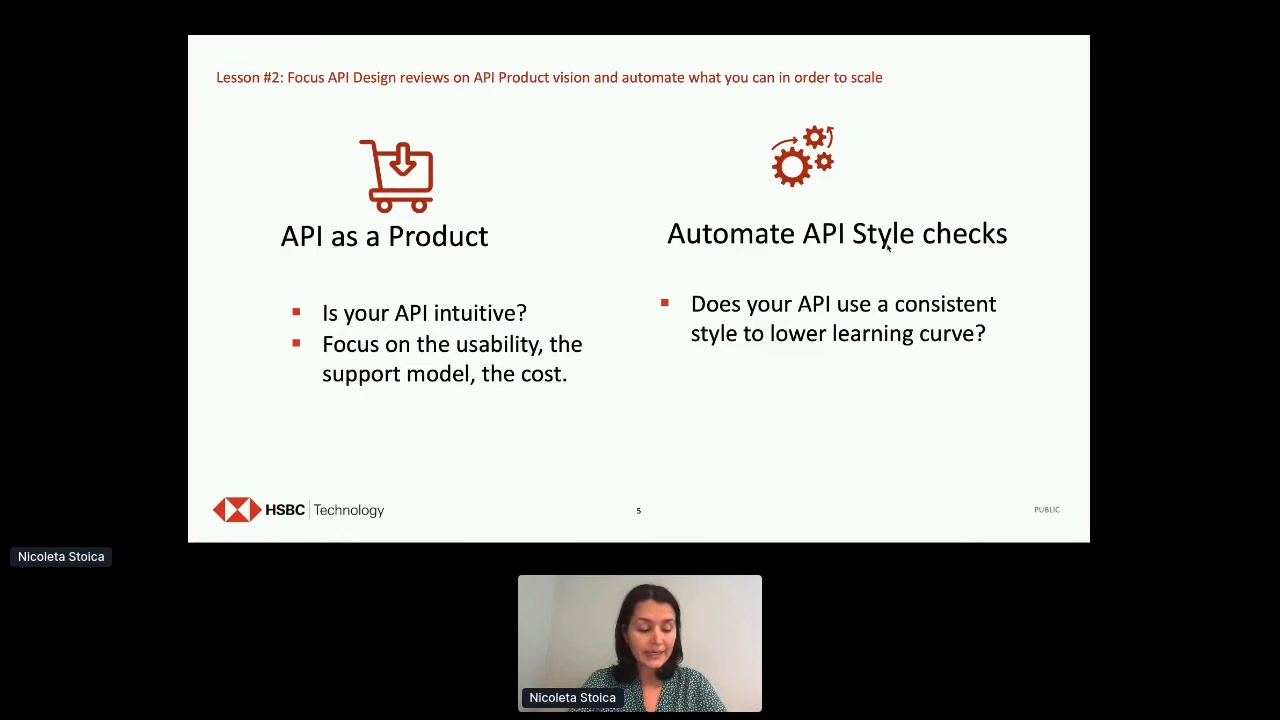 Lesson #2: Focus API Design reviews on API Product vision and automate what you can in order to scale
API as a Product
Is your API intuitive?
Focus on the usability, the
support model, the cost.
Automate API Style checks
Does your API use a consistent
style to lower learning curve?
HSBC Technology
5
PUBLIC
Nicoleta Stoica
Nicoleta Stoica